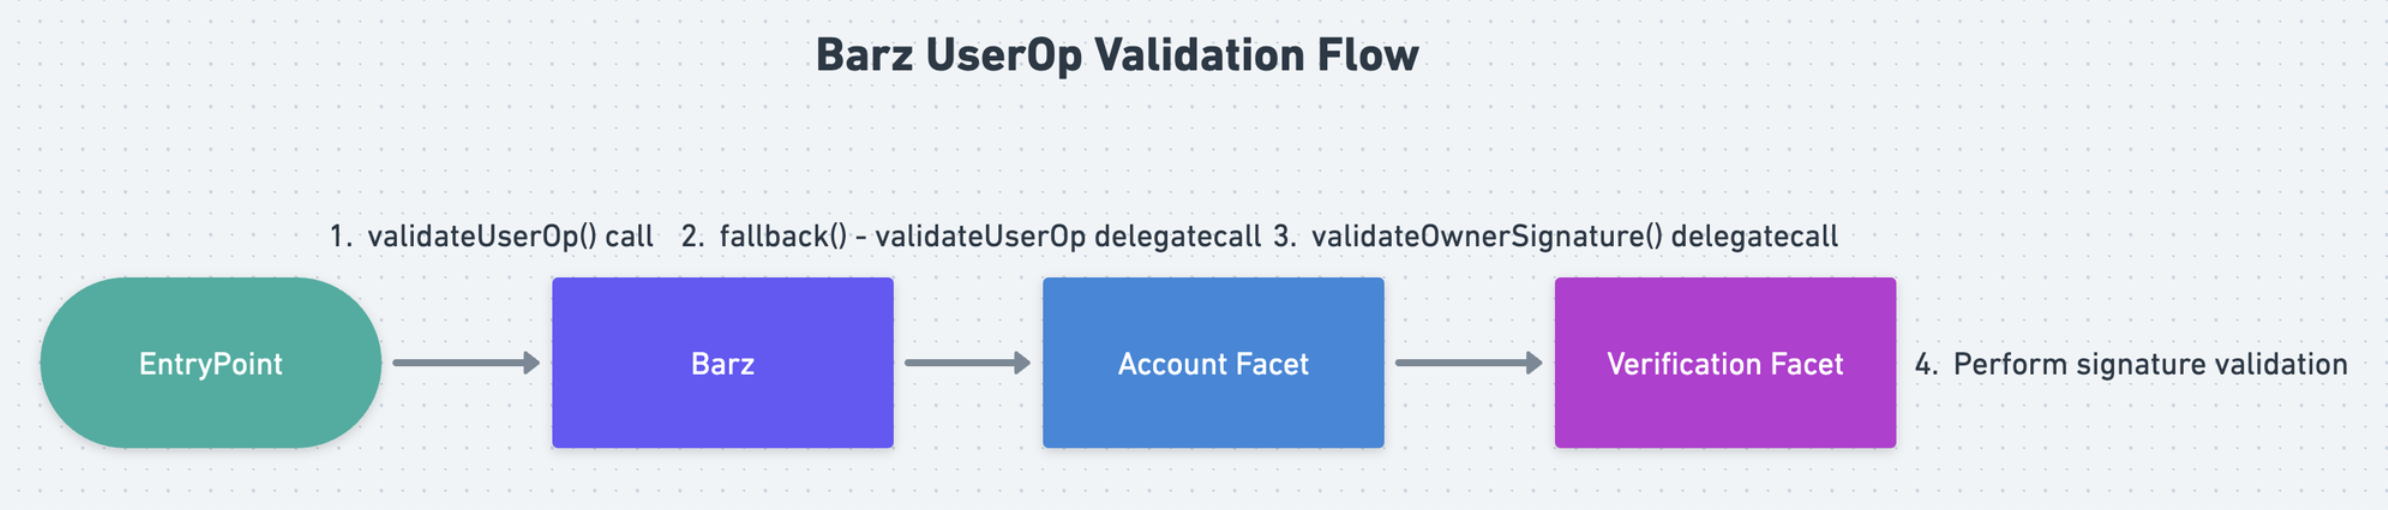 Barz UserOp Validation Flow
1. validateUserOp() call
2. fallback() - validateUserOp delegatecall
3. validateOwnerSignature() delegatecall
EntryPoint
Barz
Account Facet
Verification Facet
4. Perform signature validation